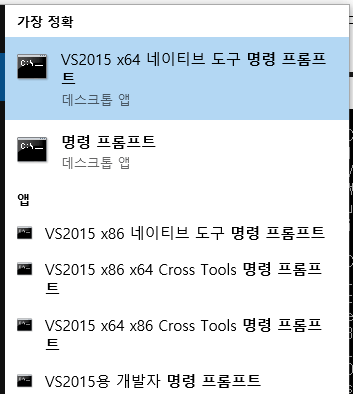 가장 정확
VS2015 x64 네이티브 도구 명령 프롬프
트
데스크톱 앱
명령 프롬프트
데스크톱 앱
앱
VS2015 x86 네이티브 도구 명령 프롬프트
VS2015 x86 x64 Cross Tools 명령 프롬프
트
VS2015 x64 x86 Cross Tools 명령 프롬프
트
VS2015용 개발자 명령 프롬프트